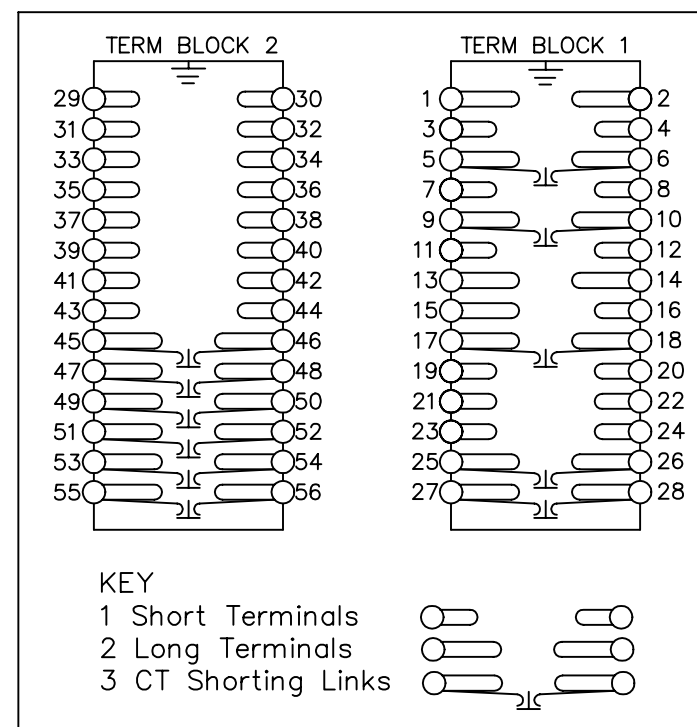 TERM BLOCK 2 TERM BLOCK 1
29 30 1 2
31 32 3 4
33 34 5 6
35 36 7 8
37 38 9 10
39 40 11 12
41 42 13 14
43 44 15 16
45 46 17 18
47 48 19 20
49 50 21 22
51 52 23 24
53 54 25 26
55 56 27 28
KEY
1 Short Terminals
2 Long Terminals
3 CT Shorting Links